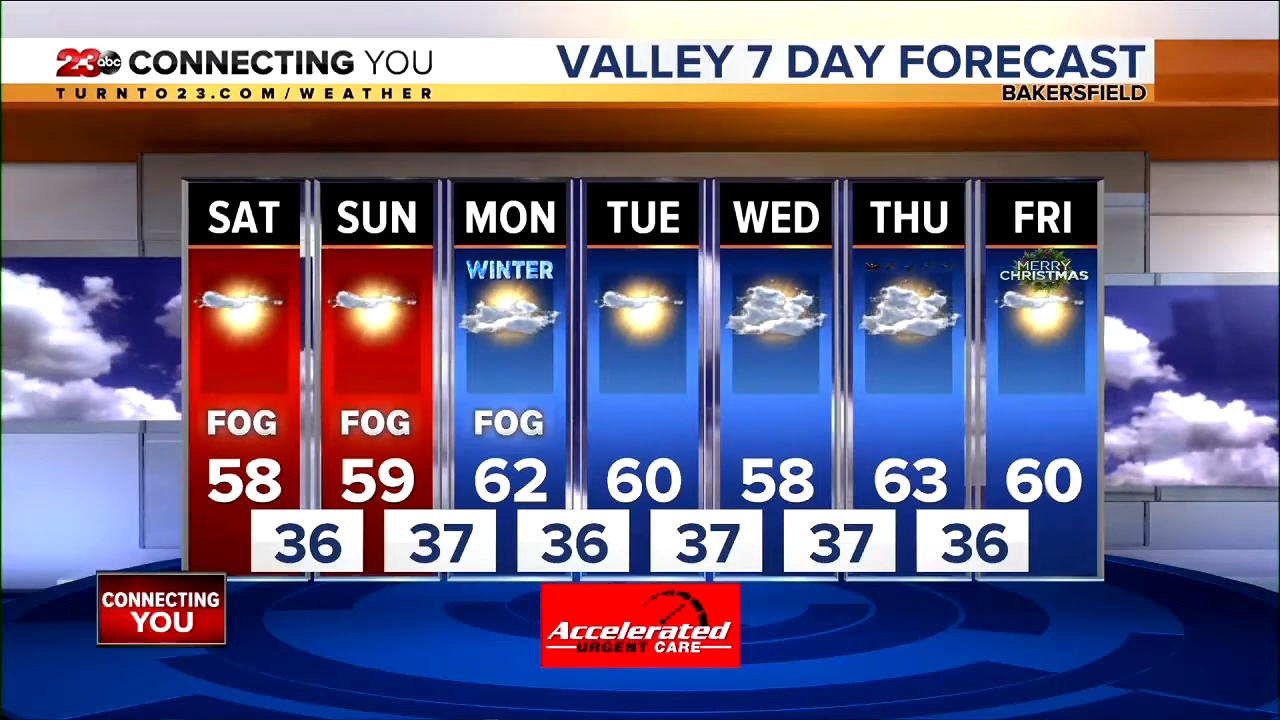 23 abc CONNECTING YOU
TURNTO23.COM/WEATHER
VALLEY 7 DAY FORECAST
BAKERSFIELD
SAT SUN MON TUE WED THU FRI
WINTER
MERRY
CHRISTMAS
FOG FOG FOG
58 59 62 60 58 63 60
36 37 36 37 37 36
CONNECTING
YOU
Accelerated
URGENT CARE